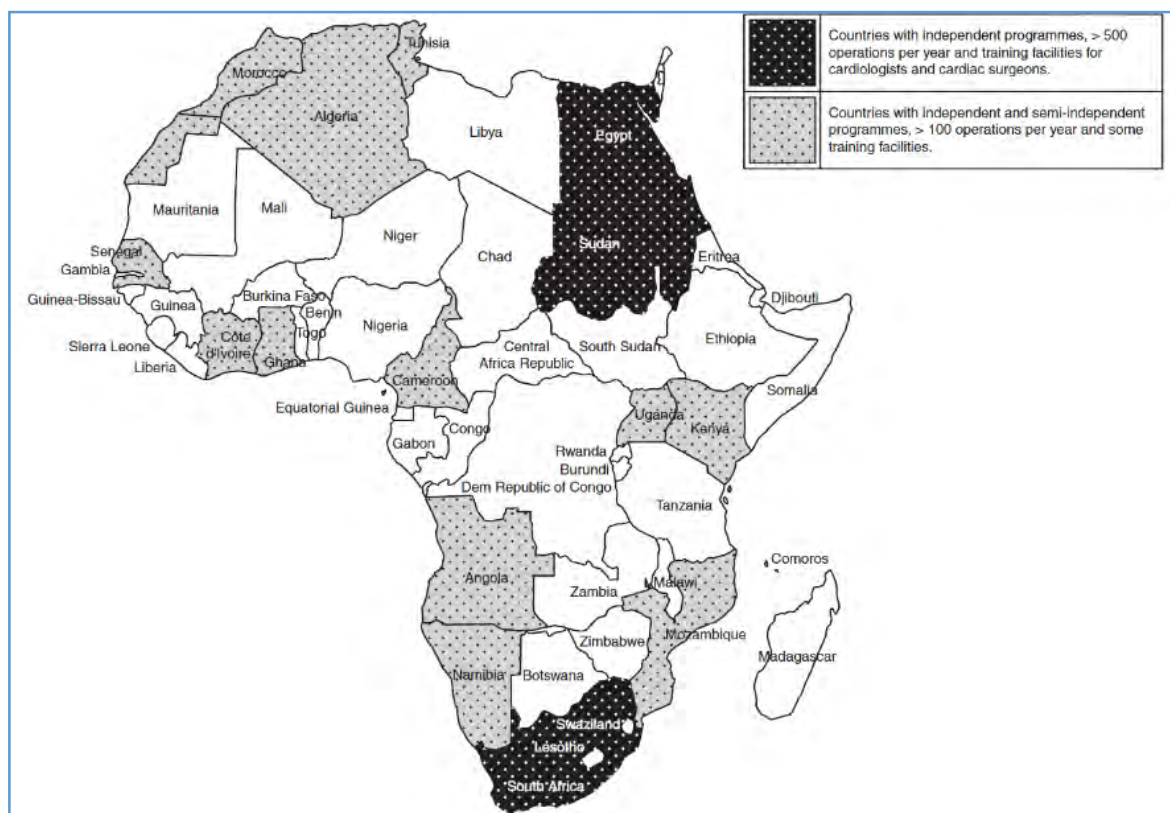 Countries with independent programmes, > 500
operations per year and training facilities for
cardiologists and cardiac surgeons.
Countries with independent and semi-independent
programmes, > 100 operations per year and some
training facilities.
Tunisia
Morocco
Algeria
Libya
Egypt
Mauritania
Mali
Niger
Chad
Sudan
Eritrea
Senegal
Gambia
Guinea-Bissau
Guinea
Burkina Faso
Benin
Togo
Nigeria
Djibouti
Ethiopia
Sierra Leone
Liberia
Côte
d'Ivoire
Ghana
Cameroon
Central
Africa Republic
South Sudan
Somalia
Equatorial Guinea
Gabon
Congo
Uganda
Kenya
Rwanda
Burundi
Dem Republic of Congo
Tanzania
Comoros
Angola
Zambia
Malawi
Mozambique
Zimbabwe
Madagascar
Namibia
Botswana
Swaziland
Lesotho
South Africa